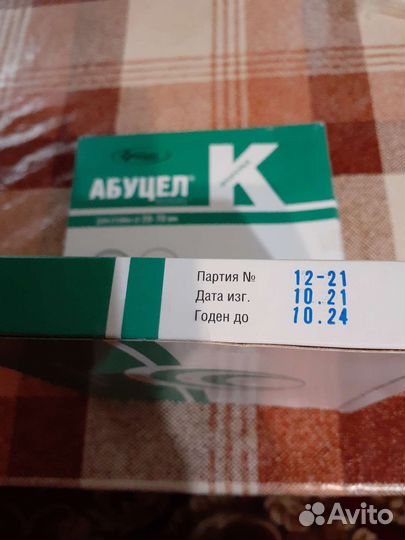 АБУЦЕЛ®
К
Партия № 12-21
Дата изг. 10.21
Годен до 10.24
Avito